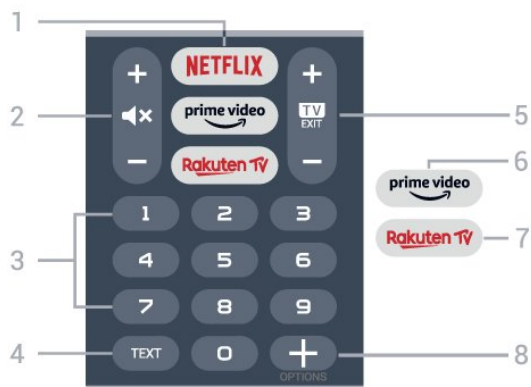 1
NETFLIX
+ +
2 prime video TV EXIT 5
6
prime video
- Rakuten TV -
Rakuten TV 7
1 2 3
3 4 5 6
7 8 9
4 TEXT 0 + 8
OPTIONS